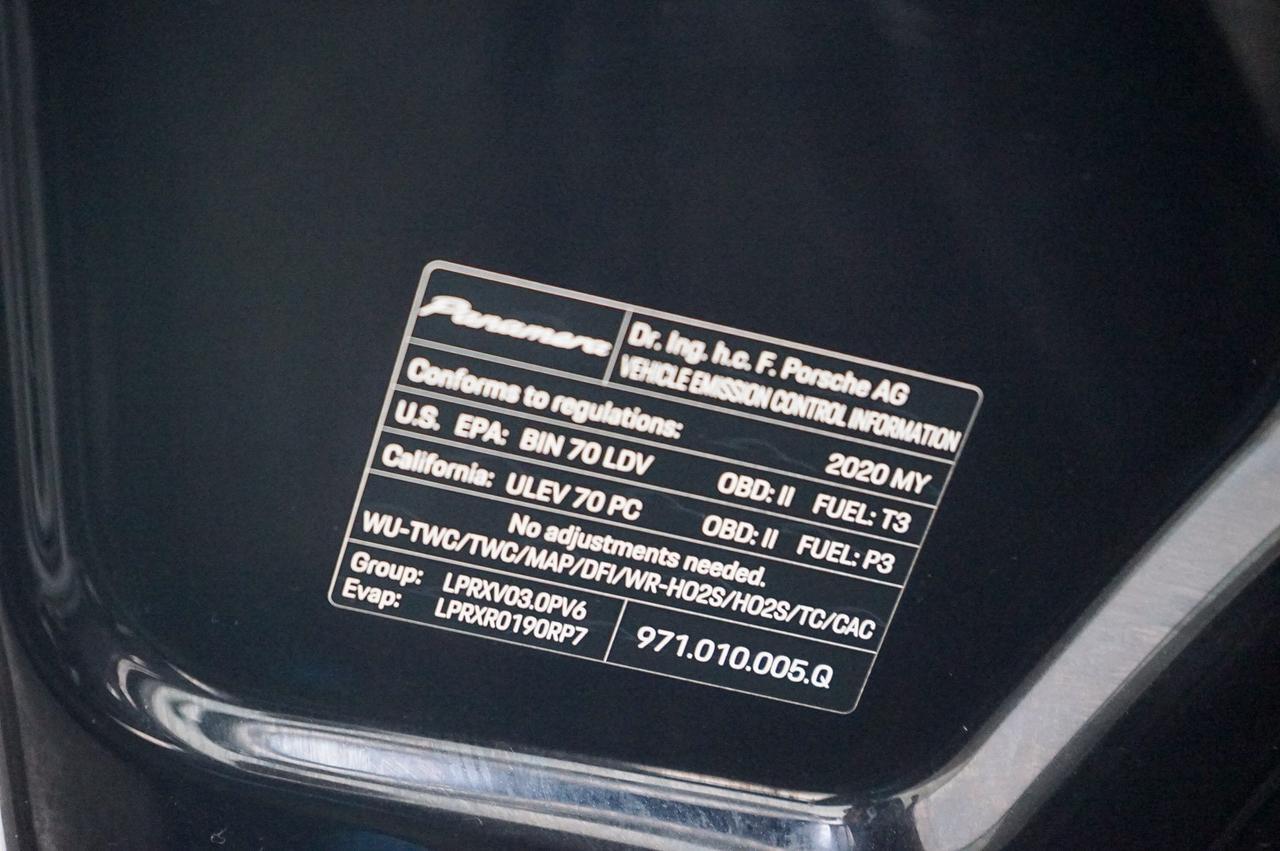 Panamera
Dr. Ing. h.c. F. Porsche AG
VEHICLE EMISSION CONTROL INFORMATION
Conforms to regulations: 2020 MY
U.S. EPA: BIN 70 LDV OBD: II FUEL: T3
California: ULEV 70 PC OBD: II FUEL: P3
No adjustments needed.
WU-TWC/TWC/MAP/DFI/WR-HO2S/HO2S/TC/CAC
Group: LPRXV03.0PV6
Evap: LPRXR0190RP7
971.010.005.Q